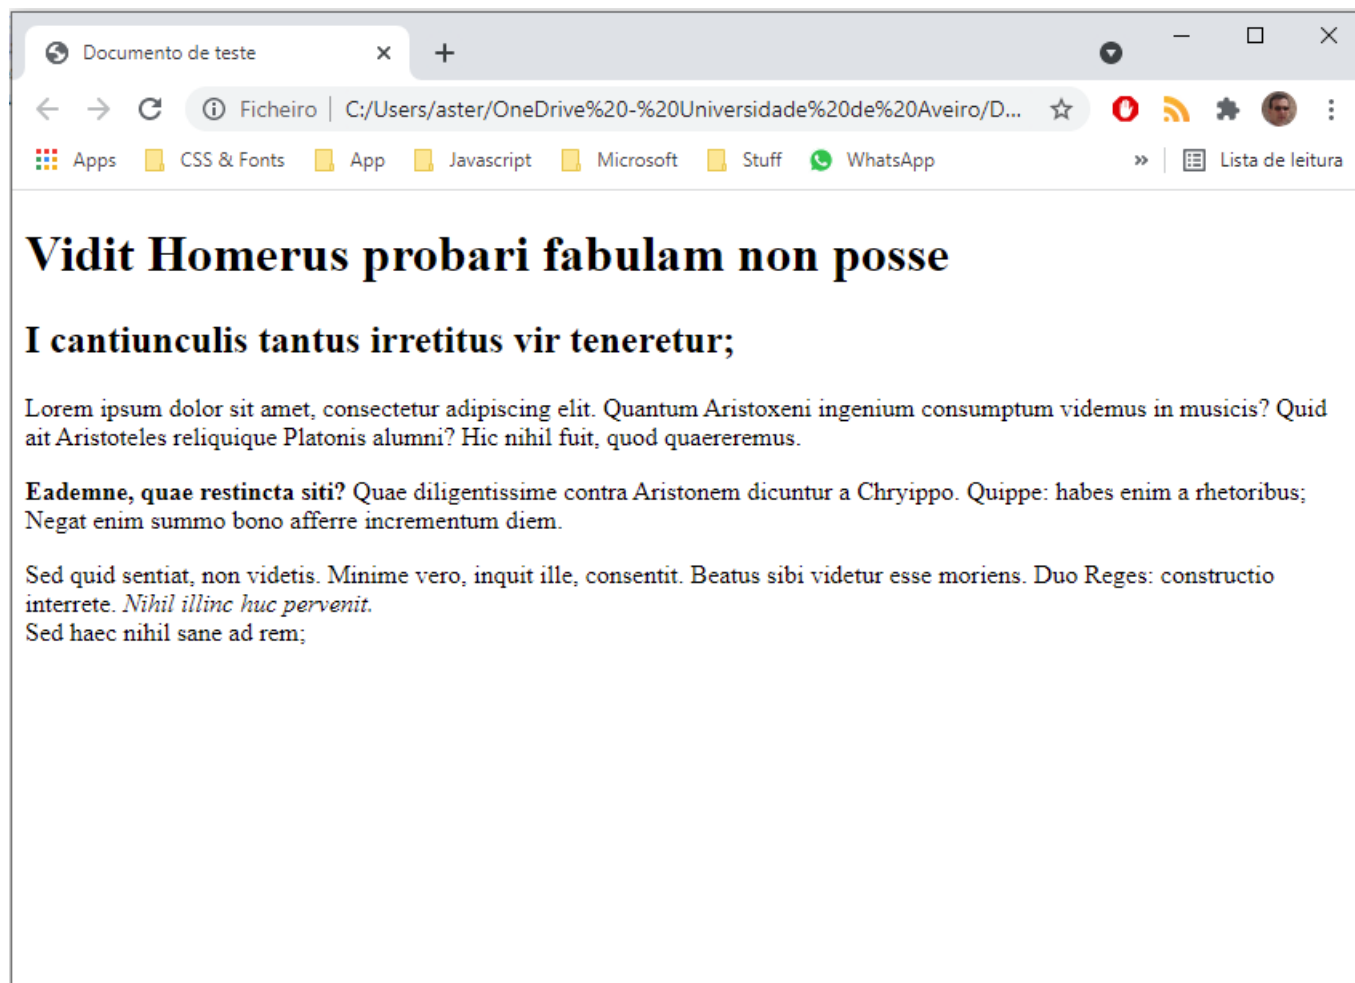 Documento de teste
Ficheiro C:/Users/aster/OneDrive%20-%20Universidade%20de%20Aveiro/D...
Apps CSS & Fonts App Javascript Microsoft Stuff WhatsApp » Lista de leitura
Vidit Homerus probari fabulam non posse
I cantiunculis tantus irretitus vir teneretur;
Lorem ipsum dolor sit amet, consectetur adipiscing elit. Quantum Aristoxeni ingenium consumptum videmus in musicis? Quid
ait Aristoteles reliquique Platonis alumni? Hic nihil fuit, quod quaereremus.
Eademne, quae restincta siti? Quae diligentissime contra Aristonem dicuntur a Chryippo. Quippe: habes enim a rhetoribus;
Negat enim summo bono afferre incrementum diem.
Sed quid sentiat, non videtis. Minime vero, inquit ille, consentit. Beatus sibi videtur esse moriens. Duo Reges: constructio
interrete. Nihil illinc huc pervenit.
Sed haec nihil sane ad rem;